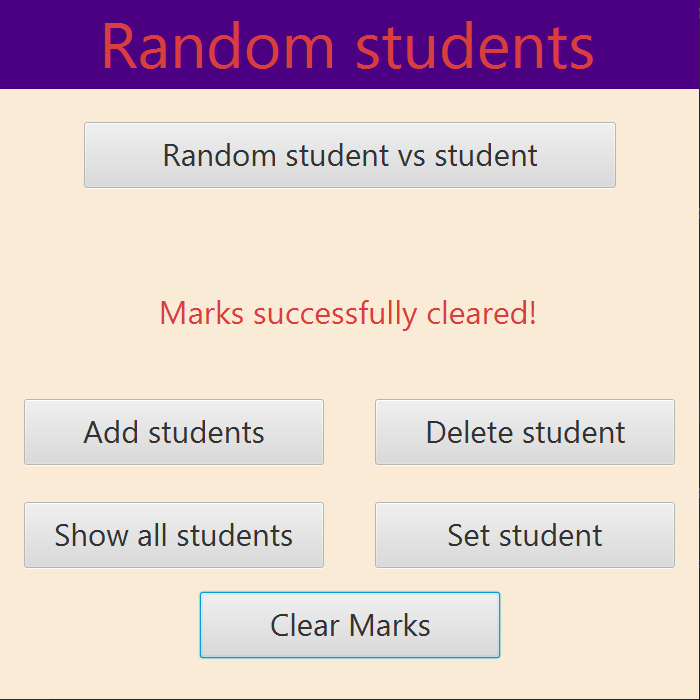 Random students
Random student vs student
Marks successfully cleared!
Add students
Delete student
Show all students
Set student
Clear Marks